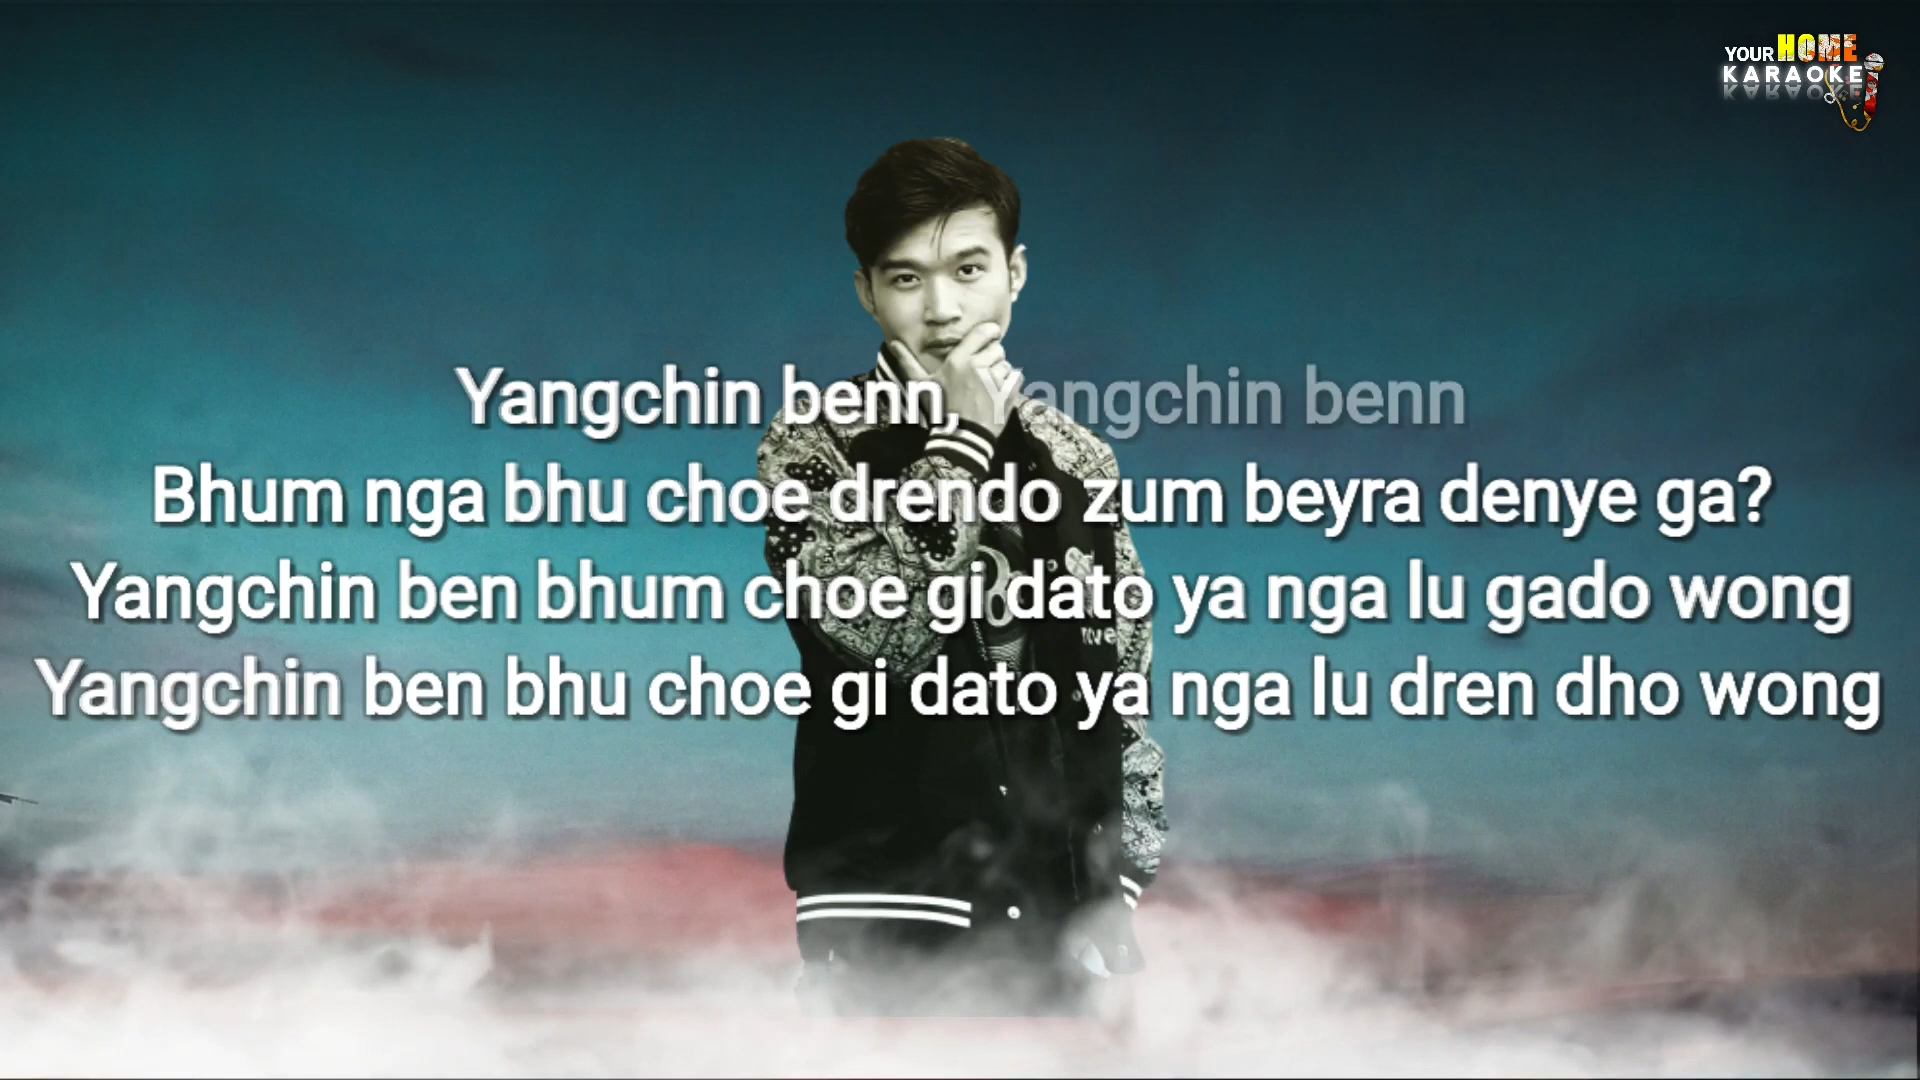 YOUR HOME
KARAOKE
Yangchin benn, Yangchin benn
Bhum nga bhu choe drendo zum beyra denye ga?
Yangchin ben bhum choe gi dato ya nga lu gado wong
Yangchin ben bhu choe gi dato ya nga lu dren dho wong